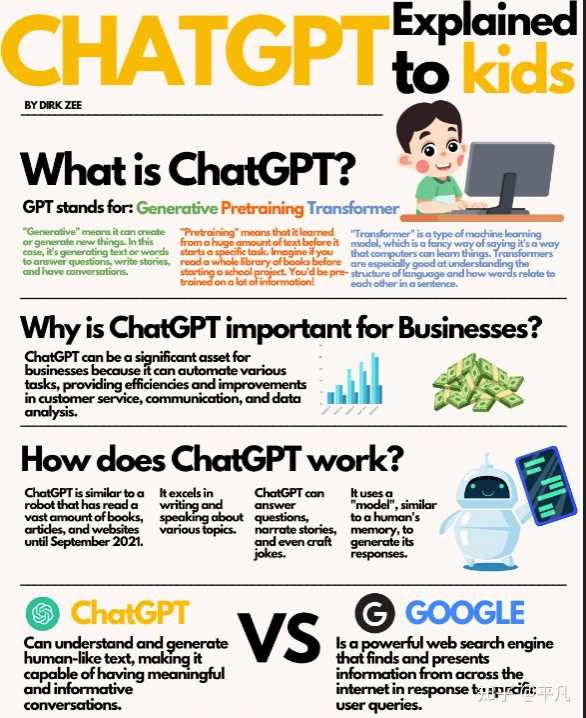 CHATGPT
Explained
to kids
BY DIRK ZEE
What is ChatGPT?
GPT stands for: Generative Pretraining Transformer
"Generative" means it can create
or generate new things. In this
case, it's generating text or words
to answer questions, write stories,
and have conversations.
"Pretraining" means that it learned
from a huge amount of text before it
starts a specific task. Imagine if you
read a whole library of books before
starting a school project. You'd be pre-
trained on a lot of information!
"Transformer" is a type of machine learning
model, which is a fancy way of saying it's a way
that computers can learn things. Transformers
are especially good at understanding the
structure of language and how words relate to
each other in a sentence.
Why is ChatGPT important for Businesses?
ChatGPT can be a significant asset for
businesses because it can automate various
tasks, providing efficiencies and improvements
in customer service, communication, and data
analysis.
How does ChatGPT work?
ChatGPT is similar to a
robot that has read a
vast amount of books,
articles, and websites
until September 2021.
It excels in
writing and
speaking about
various topics.
ChatGPT can
answer
questions,
narrate stories,
and even craft
jokes.
It uses a
"model", similar
to a human's
memory, to
generate its
responses.
ChatGPT
Can understand and generate
human-like text, making it
capable of having meaningful
and informative
conversations.
VS
G
GOOGLE
Is a powerful web search engine
that finds and presents
information from across the
internet in response to specific
user queries.
知乎 @平凡